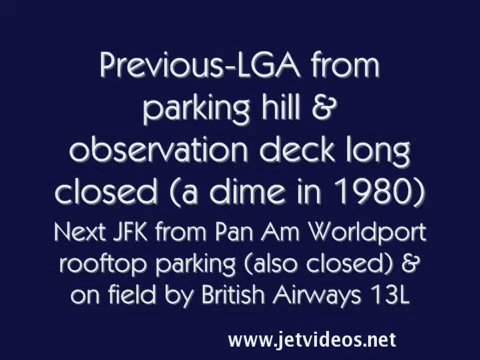 Previous-LGA from
parking hill &
observation deck long
closed (a dime in 1980)
Next JFK from Pan Am Worldport
rooftop parking (also closed) &
on field by British Airways 13L
www.jetvideos.net